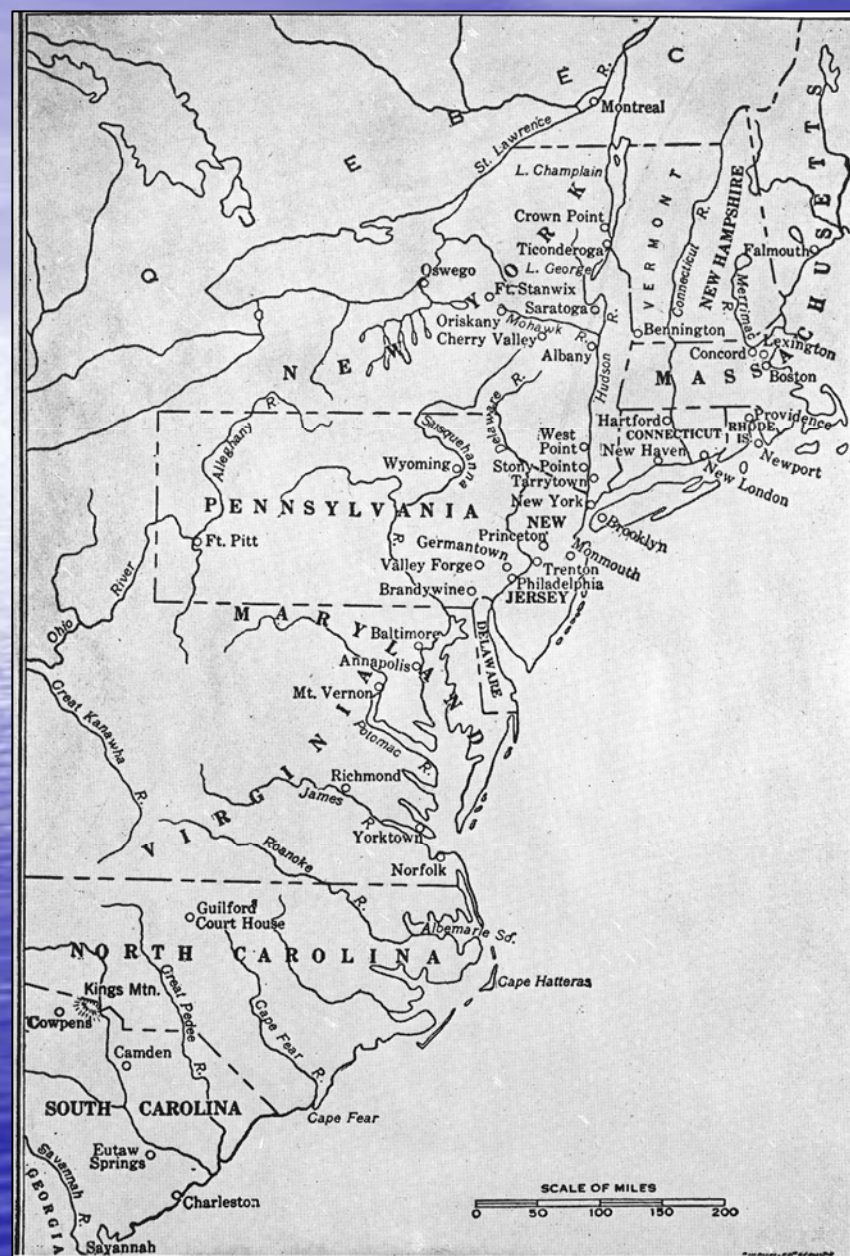 QUEBEC
Montreal
St. Lawrence R.
L. Champlain
Crown Point
Ticonderoga
L. George
VERMONT
Connecticut R.
NEW HAMPSHIRE
Merrimac R.
Falmouth
MASSACHUSETTS
Oswego
Ft. Stanwix
NEW YORK
Saratoga
Oriskany
Mohawk R.
Cherry Valley
Albany
Hudson R.
Bennington
Concord
Lexington
Boston
Alleghany R.
Susquehanna R.
Delaware R.
Hartford
CONNECTICUT
Providence
RHODE
IS.
Newport
New Haven
New London
West
Point
Stony Point
Tarrytown
New York
Brooklyn
Wyoming
PENNSYLVANIA
Ft. Pitt
NEW
JERSEY
Princeton
Monmouth
Germantown
Trenton
Valley Forge
Philadelphia
Brandywine
Ohio River
MARYLAND
Baltimore
Annapolis
DELAWARE
Mt. Vernon
Potomac R.
Great Kanawha R.
VIRGINIA
Richmond
James R.
Yorktown
Norfolk
Roanoke R.
Guilford
Court House
Albemarle Sd.
NORTH CAROLINA
Cape Hatteras
Kings Mtn.
Great Pedee R.
Cape Fear R.
Cowpens
Camden
SOUTH CAROLINA
Cape Fear
Eutaw
Springs
Savannah R.
GEORGIA
Charleston
Savannah
SCALE OF MILES
0 50 100 150 200